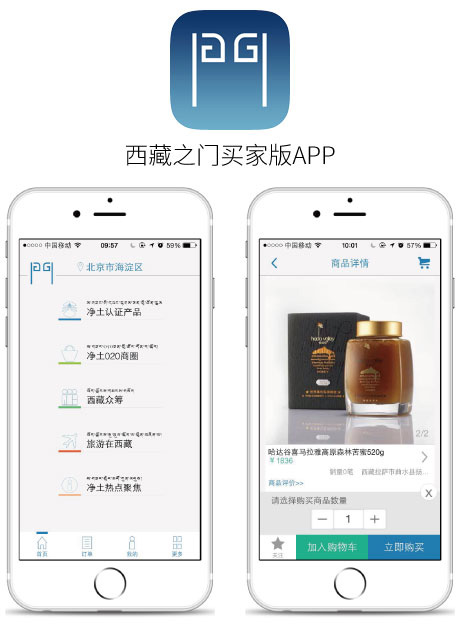 西藏之门买家版APP
中国移动 09:57 59%
北京市海淀区
净土认证产品
净土O2O商圈
西藏众筹
旅游在西藏
净土热点聚焦
首页 订单 我的 更多
中国移动 10:01 57%
商品详情
2/2
哈达谷喜马拉雅高原森林苦蜜520g
￥1836
销量0笔 西藏拉萨市曲水县茄...
商品评价>>
X
请选择购买商品数量
— 1 +
关注 加入购物车 立即购买